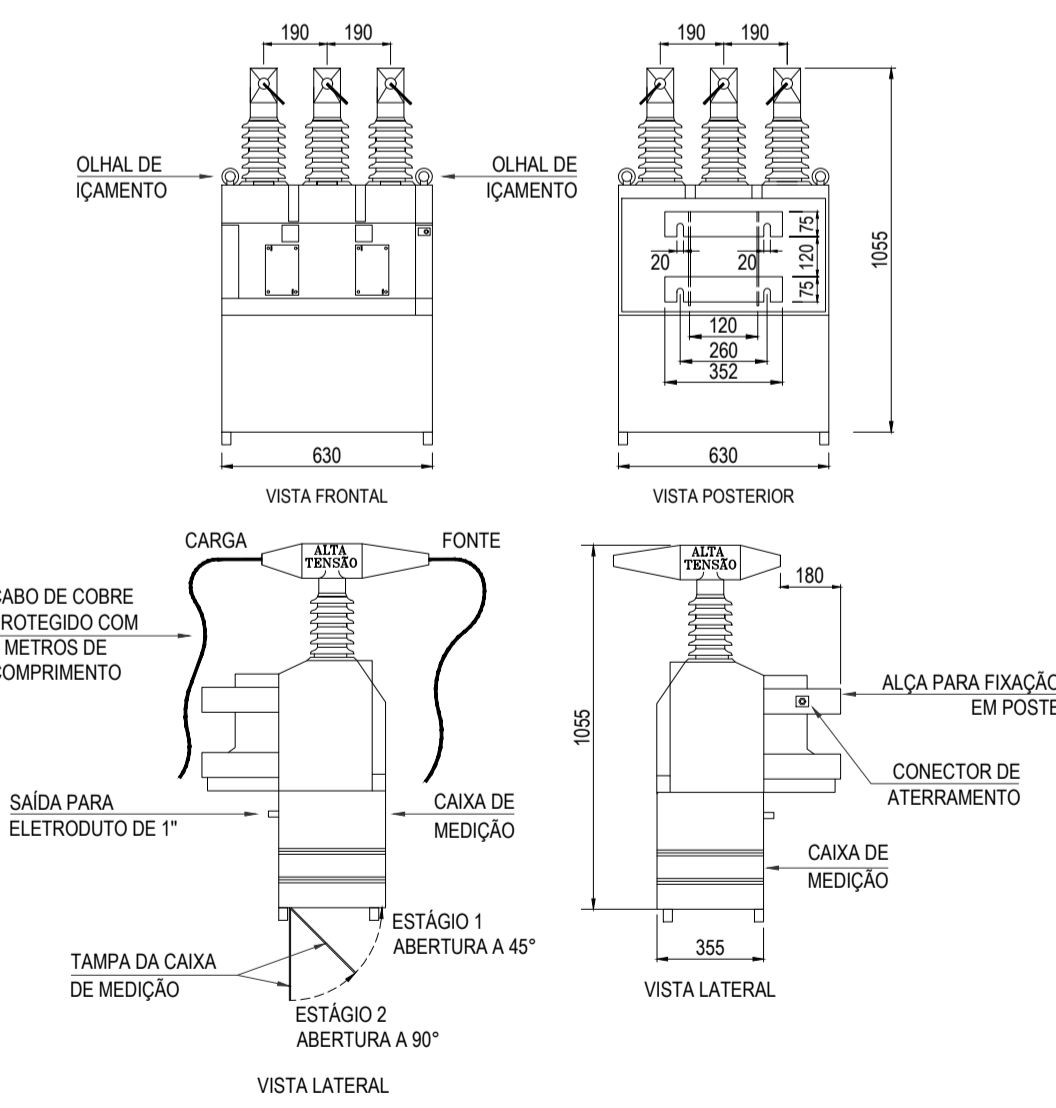 190
190
190
190
OLHAL DE
IÇAMENTO
OLHAL DE
IÇAMENTO
75
120
75
20
20
1055
120
260
352
630
630
VISTA FRONTAL
VISTA POSTERIOR
CARGA
ALTA
TENSÃO
FONTE
ALTA
TENSÃO
180
CABO DE COBRE
PROTEGIDO COM
METROS DE
COMPRIMENTO
1055
ALÇA PARA FIXAÇÃO
EM POSTE
CONECTOR DE
ATERRAMENTO
SAÍDA PARA
ELETRODUTO DE 1"
CAIXA DE
MEDIÇÃO
CAIXA DE
MEDIÇÃO
ESTÁGIO 1
ABERTURA A 45°
TAMPA DA CAIXA
DE MEDIÇÃO
355
VISTA LATERAL
ESTÁGIO 2
ABERTURA A 90°
VISTA LATERAL